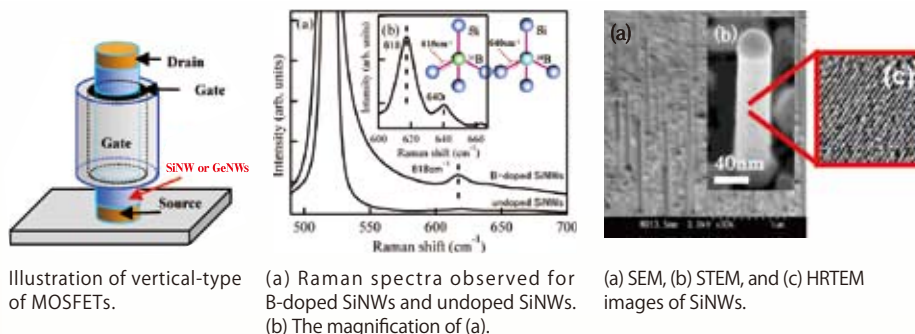 Drain
Gate
Gate
SiNW or GeNWs
Source
Illustration of vertical-type
of MOSFETs.
(a)
(b)
618
618cm⁻¹
Si
¹¹B
640cm⁻¹
Si
¹⁰B
640
Intensity (arb. units)
600 620 640 660
Raman shift (cm⁻¹)
618cm⁻¹
B-doped SiNWs
undoped SiNWs
Intensity (arb, units)
500 550 600 650 700
Raman shift (cm⁻¹)
(a) Raman spectra observed for
B-doped SiNWs and undoped SiNWs.
(b) The magnification of (a).
(a)
(b)
(c)
40nm
(a) SEM, (b) STEM, and (c) HRTEM
images of SiNWs.